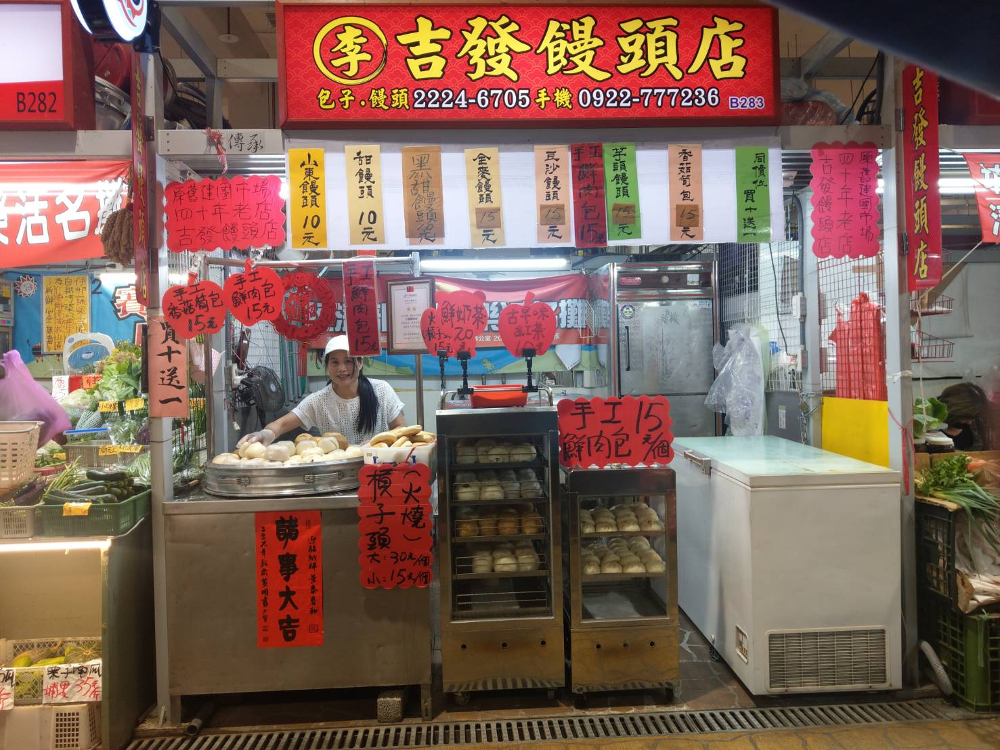 李 吉發饅頭店
包子.饅頭 2224-6705 手機 0922-777236 B283
B282
傳承
山東饅頭 10元
甜饅頭 10元
黑甜饅頭 10元
全麥饅頭 15元
豆沙饅頭 15元
手工鮮肉包 15元
芋頭饅頭 15元
香菇筍包 15元
同價位 買十送一
原舊建國市場
四十年老店
吉發饅頭店
原舊建國市場
四十年老店
吉發饅頭店
吉發饅頭店
手工
香菇筍包
15元
手工
鮮肉包
15元
手工鮮肉包 15元
鮮奶茶
20元
古早味
紅茶
10元
買十送一
手工
鮮肉包
15元/個
槓子頭
(火燒)
大:30元/個
小:15元/個
諸事大吉
活名攤
栗子南瓜
35